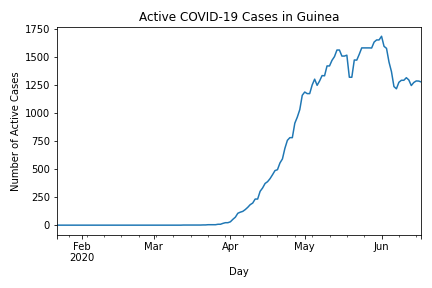 Active COVID-19 Cases in Guinea
1750
1500
1250
1000
750
500
250
0
Number of Active Cases
Feb
2020
Mar
Apr
May
Jun
Day